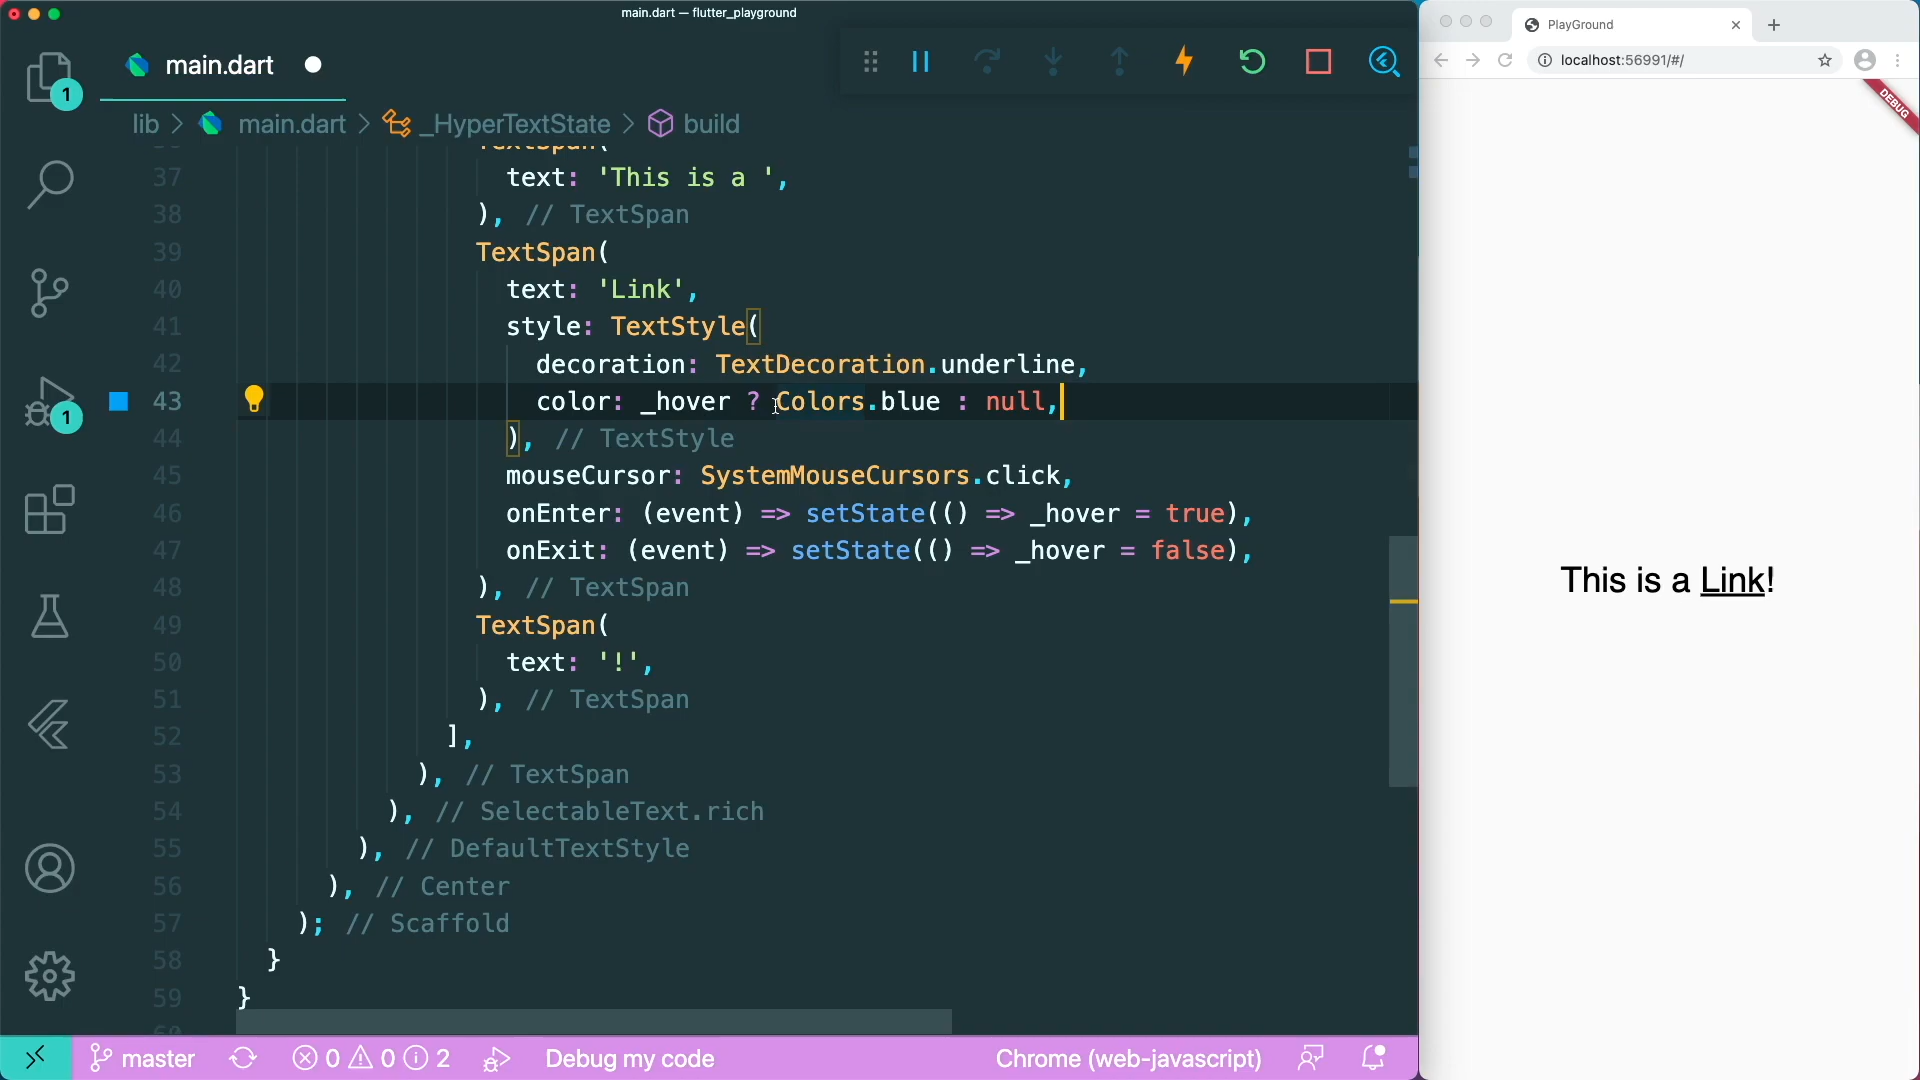 main.dart — flutter_playground
main.dart
1
lib > main.dart > _HyperTextState > build
TextSpan(
37 text: 'This is a ',
38 ), // TextSpan
39 TextSpan(
40 text: 'Link',
41 style: TextStyle(
42 decoration: TextDecoration.underline,
43 color: _hover ? Colors.blue : null,
44 ), // TextStyle
45 mouseCursor: SystemMouseCursors.click,
46 onEnter: (event) => setState(() => _hover = true),
47 onExit: (event) => setState(() => _hover = false),
48 ), // TextSpan
49 TextSpan(
50 text: '!',
51 ), // TextSpan
52 ],
53 ), // TextSpan
54 ), // SelectableText.rich
55 ), // DefaultTextStyle
56 ), // Center
57 ); // Scaffold
58 }
59 }
1
master 0 0 2 Debug my code Chrome (web-javascript)
PlayGround
localhost:56991/#/
DEBUG
This is a Link!